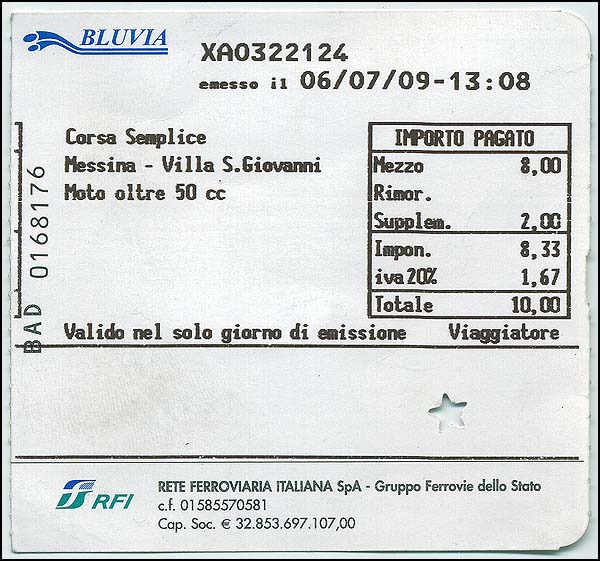 BLUVIA
XA0322124
emesso il 06/07/09-13:08
Corsa Semplice
Messina - Villa S.Giovanni
Moto oltre 50 cc
IMPORTO PAGATO
Mezzo 8,00
Rimor.
Supplem. 2,00
Impon. 8,33
iva 20% 1,67
Totale 10,00
BAD 0168176
Valido nel solo giorno di emissione Viaggiatore
RFI
RETE FERROVIARIA ITALIANA SpA - Gruppo Ferrovie dello Stato
c.f. 01585570581
Cap. Soc. € 32.853.697.107,00